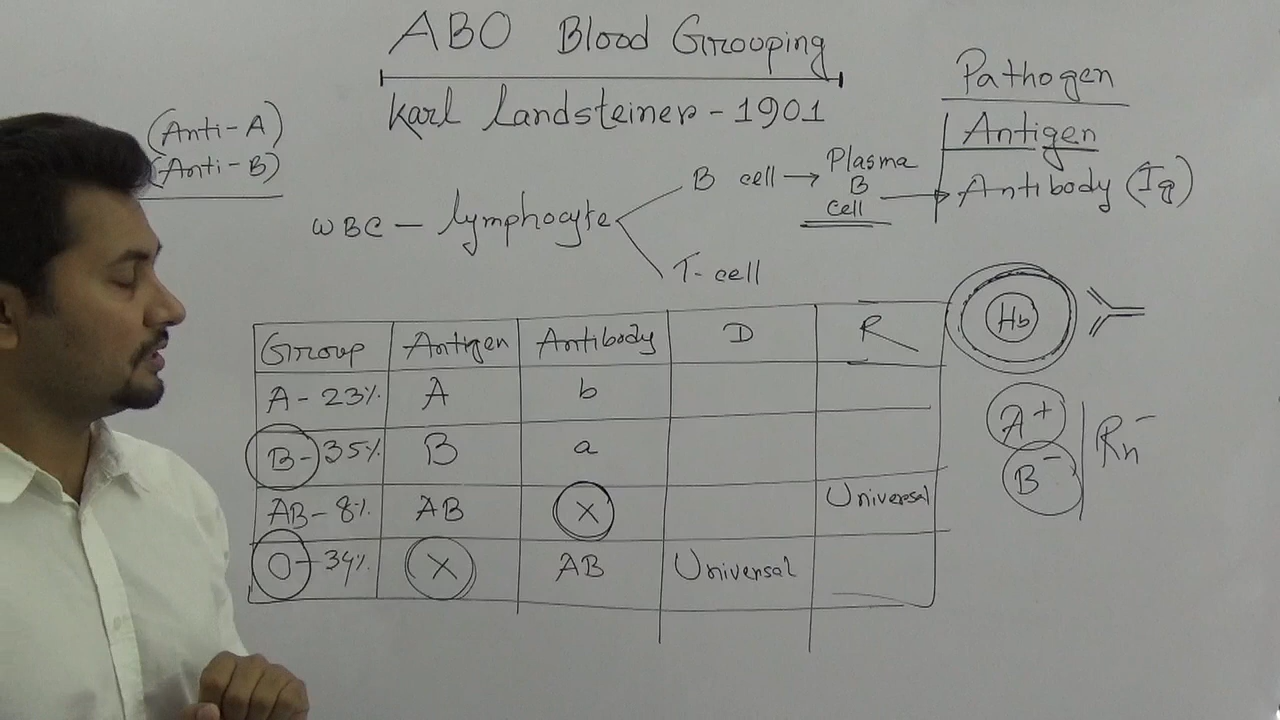 ABO Blood Grouping
Karl Landsteiner - 1901
Pathogen
Antigen
Antibody (Ig)
(Anti-A)
(Anti-B)
WBC - lymphocyte
B cell → Plasma B cell
T-cell
Group Antigen Antibody D R
A - 23% A b
B - 35% B a
AB - 8% AB X Universal
O - 34% X AB Universal
Hb
A+
B-
Rh-